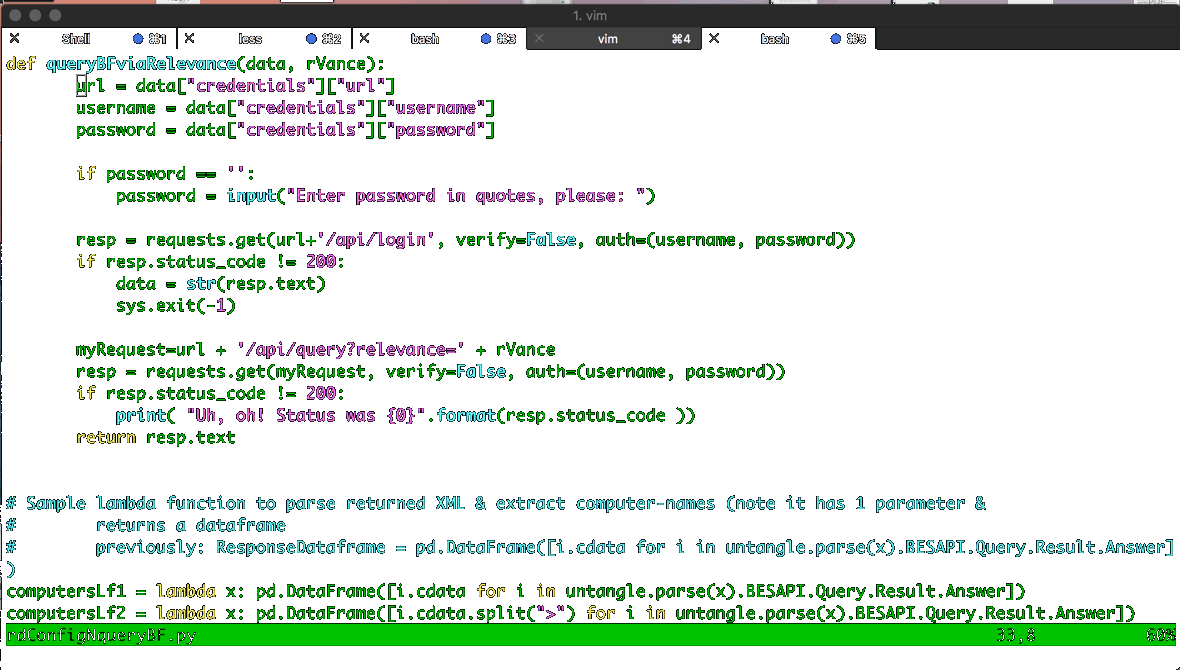 1. vim
× Shell ⌘1 × less ⌘2 × bash ⌘3 × vim ⌘4 × bash ⌘5
def queryBFviaRelevance(data, rVance):
url = data["credentials"]["url"]
username = data["credentials"]["username"]
password = data["credentials"]["password"]
if password == '':
password = input("Enter password in quotes, please: ")
resp = requests.get(url+'/api/login', verify=False, auth=(username, password))
if resp.status_code != 200:
data = str(resp.text)
sys.exit(-1)
myRequest=url + '/api/query?relevance=' + rVance
resp = requests.get(myRequest, verify=False, auth=(username, password))
if resp.status_code != 200:
print( "Uh, oh! Status was {0}".format(resp.status_code ))
return resp.text
# Sample lambda function to parse returned XML & extract computer-names (note it has 1 parameter &
# returns a dataframe
# previously: ResponseDataframe = pd.DataFrame([i.cdata for i in untangle.parse(x).BESAPI.Query.Result.Answer]
)
computersLf1 = lambda x: pd.DataFrame([i.cdata for i in untangle.parse(x).BESAPI.Query.Result.Answer])
computersLf2 = lambda x: pd.DataFrame([i.cdata.split(">") for i in untangle.parse(x).BESAPI.Query.Result.Answer])
rdConfigNqueryBF.py 33,8 60%